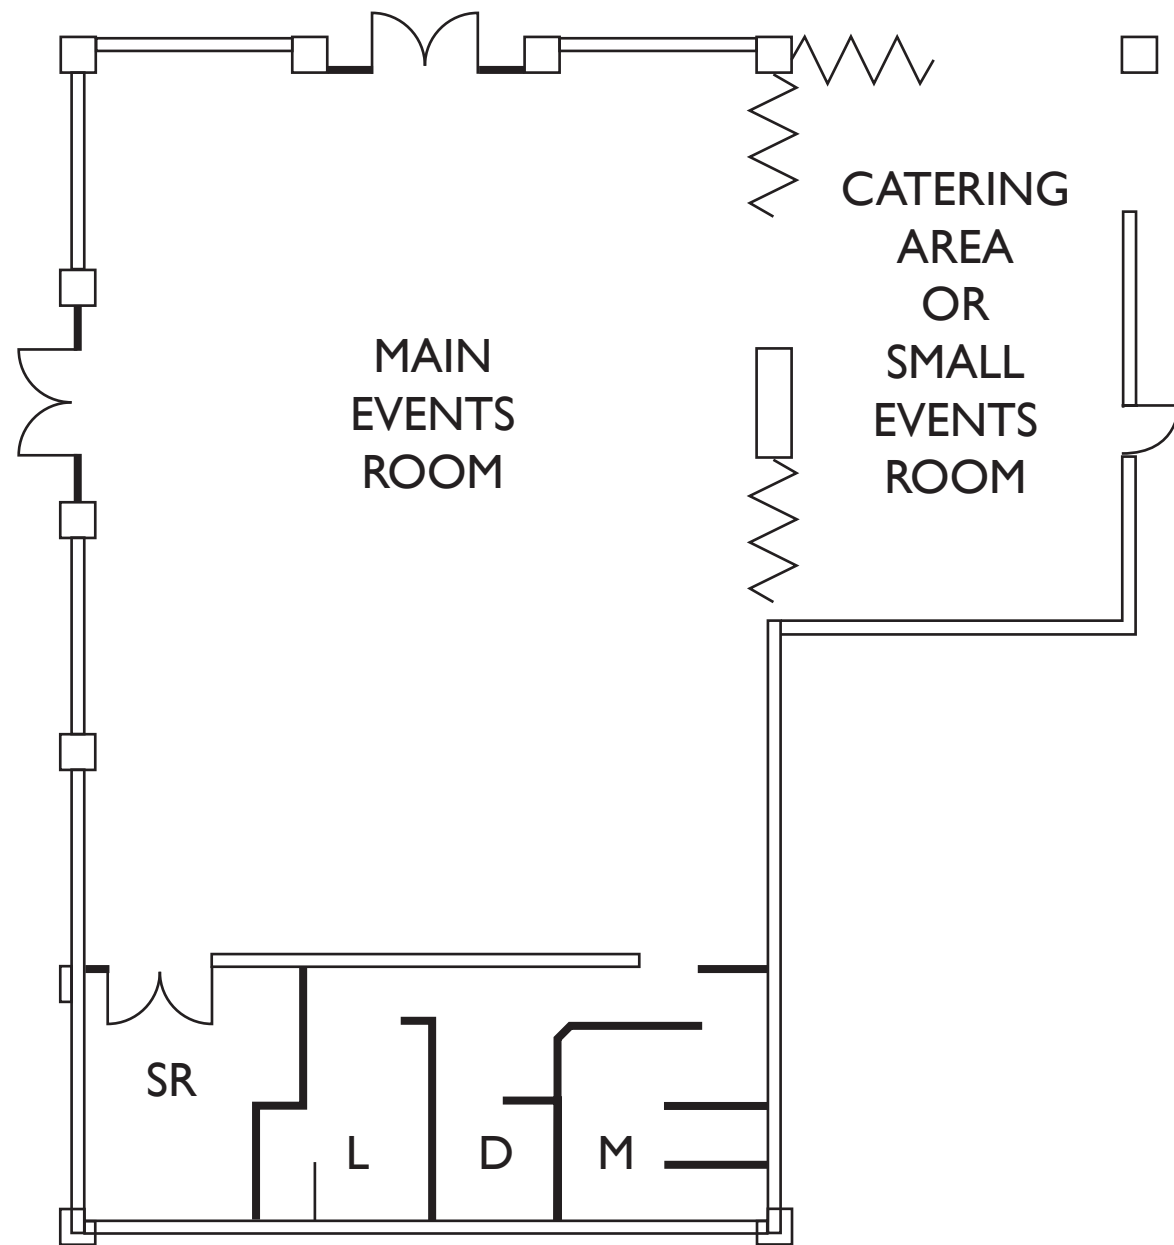 MAIN
EVENTS
ROOM
CATERING
AREA
OR
SMALL
EVENTS
ROOM
SR
L
D
M